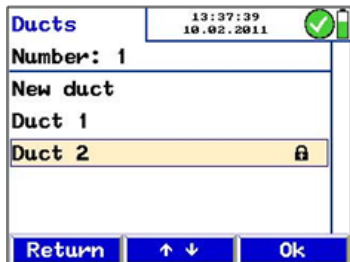 Ducts
13:37:39
10.02.2011
Number: 1
New duct
Duct 1
Duct 2
Return
↑ ↓
Ok